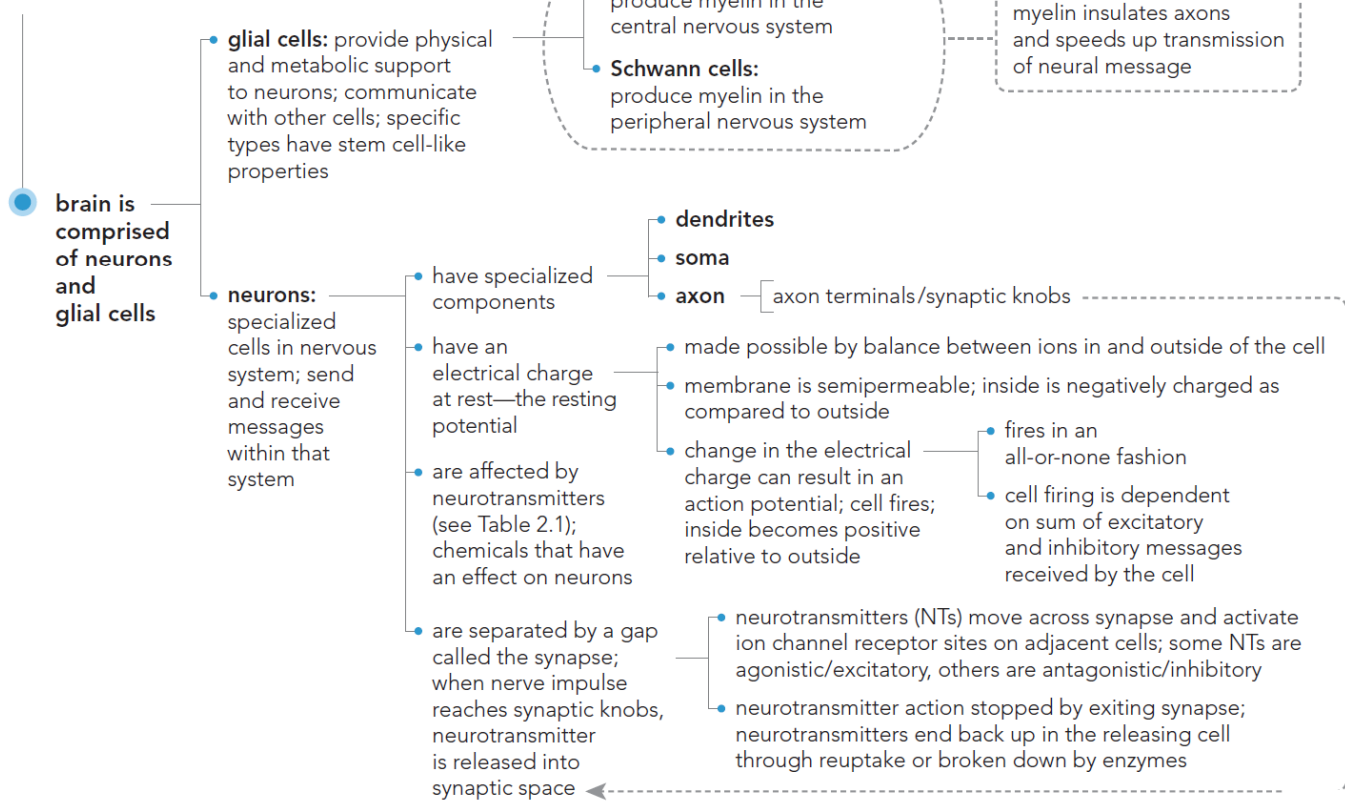 produce myelin in the
central nervous system
myelin insulates axons
and speeds up transmission
of neural message
glial cells: provide physical
and metabolic support
to neurons; communicate
with other cells; specific
types have stem cell-like
properties
Schwann cells:
produce myelin in the
peripheral nervous system
brain is
comprised
of neurons
and
glial cells
neurons:
specialized
cells in nervous
system; send
and receive
messages
within that
system
have specialized
components
dendrites
soma
axon
axon terminals/synaptic knobs
have an
electrical charge
at rest—the resting
potential
made possible by balance between ions in and outside of the cell
membrane is semipermeable; inside is negatively charged as
compared to outside
change in the electrical
charge can result in an
action potential; cell fires;
inside becomes positive
relative to outside
fires in an
all-or-none fashion
cell firing is dependent
on sum of excitatory
and inhibitory messages
received by the cell
are affected by
neurotransmitters
(see Table 2.1);
chemicals that have
an effect on neurons
are separated by a gap
called the synapse;
when nerve impulse
reaches synaptic knobs,
neurotransmitter
is released into
synaptic space
neurotransmitters (NTs) move across synapse and activate
ion channel receptor sites on adjacent cells; some NTs are
agonistic/excitatory, others are antagonistic/inhibitory
neurotransmitter action stopped by exiting synapse;
neurotransmitters end back up in the releasing cell
through reuptake or broken down by enzymes